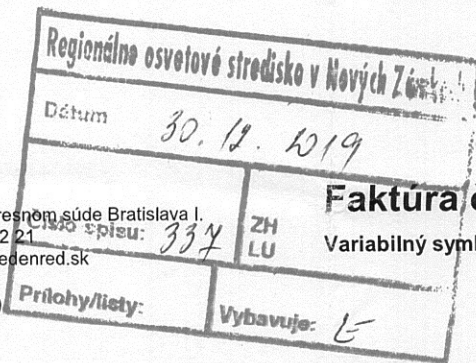 Regionálne osvetové stredisko v Nových
Dátum 30. 12. 2019
Faktúra
resnom súde Bratislava I.
2 21
Číslo spisu: 337
ZH
LU
Variabilný symb
edenred.sk
Prílohy/listy:
Vybavuje: